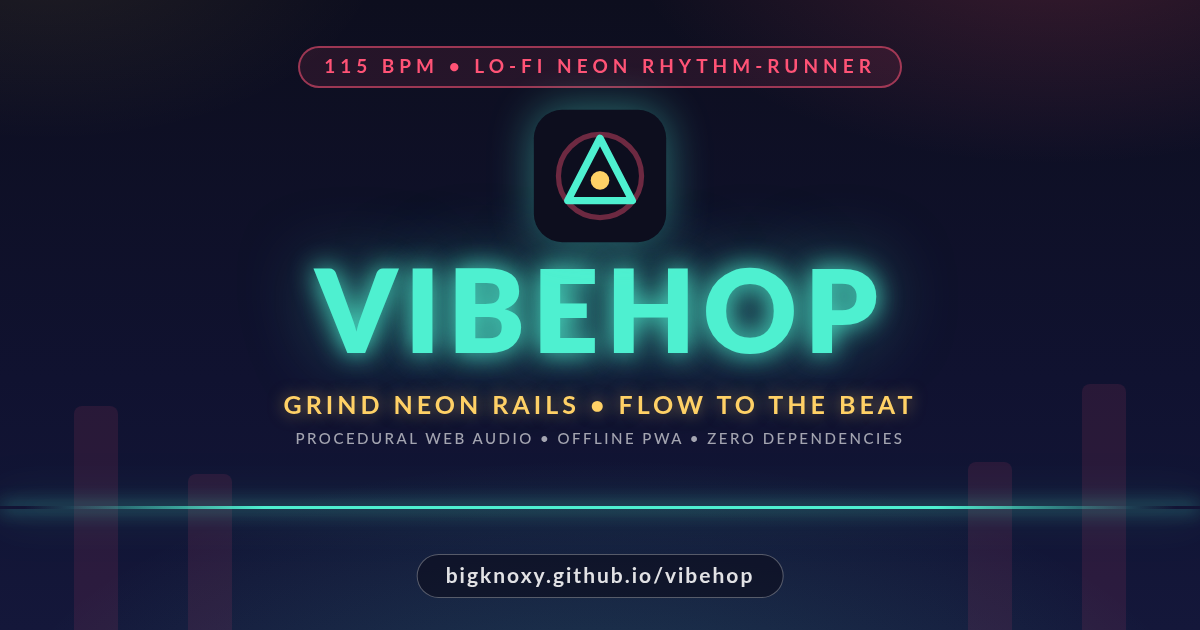 115 BPM • LO-FI NEON RHYTHM-RUNNER
VIBEHOP
GRIND NEON RAILS • FLOW TO THE BEAT
PROCEDURAL WEB AUDIO • OFFLINE PWA • ZERO DEPENDENCIES
bigknoxy.github.io/vibehop